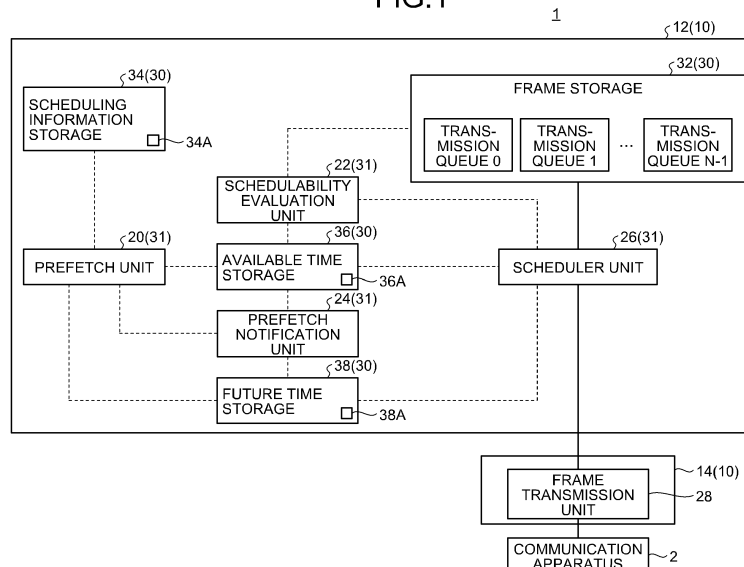 FIG.1
1
12(10)
34(30)
SCHEDULING
INFORMATION
STORAGE
34A
32(30)
FRAME STORAGE
TRANS-
MISSION
QUEUE 0
TRANS-
MISSION
QUEUE 1
...
TRANS-
MISSION
QUEUE N-1
22(31)
SCHEDULABILITY
EVALUATION
UNIT
20(31)
PREFETCH UNIT
36(30)
AVAILABLE TIME
STORAGE
36A
26(31)
SCHEDULER UNIT
24(31)
PREFETCH
NOTIFICATION
UNIT
38(30)
FUTURE TIME
STORAGE
38A
14(10)
FRAME
TRANSMISSION
UNIT
28
COMMUNICATION
APPARATUS
2